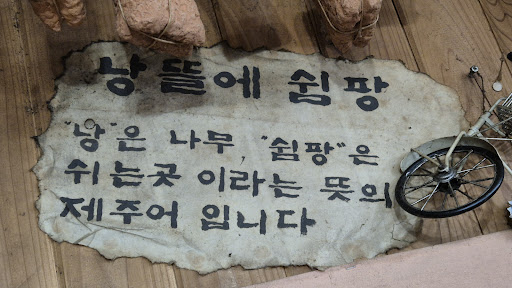 낭뜰에 쉼팡
"낭"은 나무, "쉼팡"은
쉬는곳 이라는 뜻의
제주어 입니다